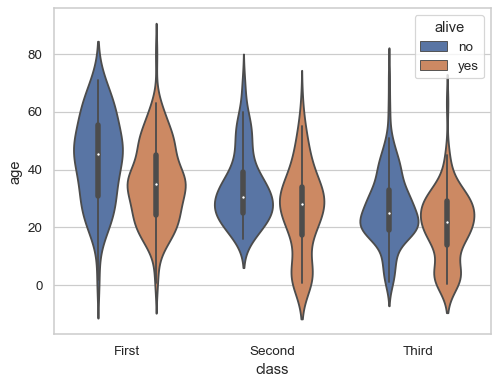 alive
no
yes
80
60
40
20
0
age
First Second Third
class